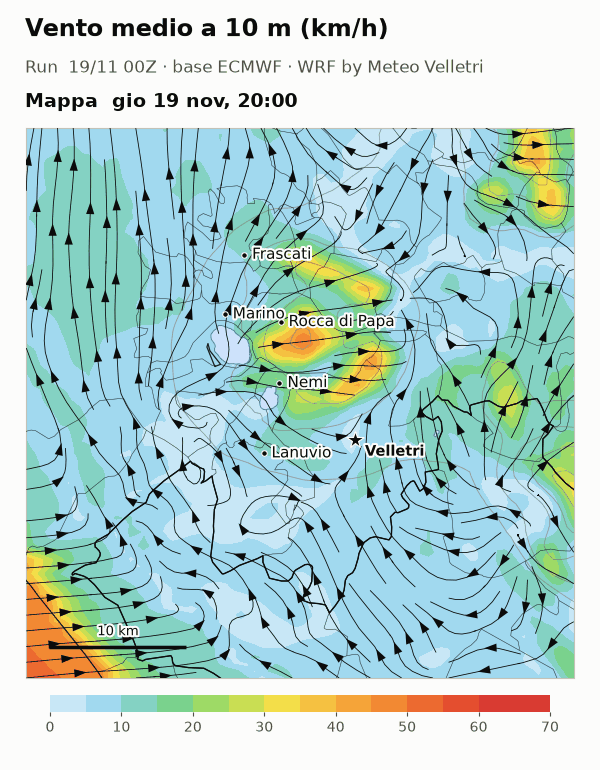 Vento medio a 10 m (km/h)
Run  19/11 00Z · base ECMWF · WRF by Meteo Velletri
Mappa  gio 19 nov, 20:00
Frascati
Marino
Rocca di Papa
Nemi
Velletri
Lanuvio
10 km
0 10 20 30 40 50 60 70